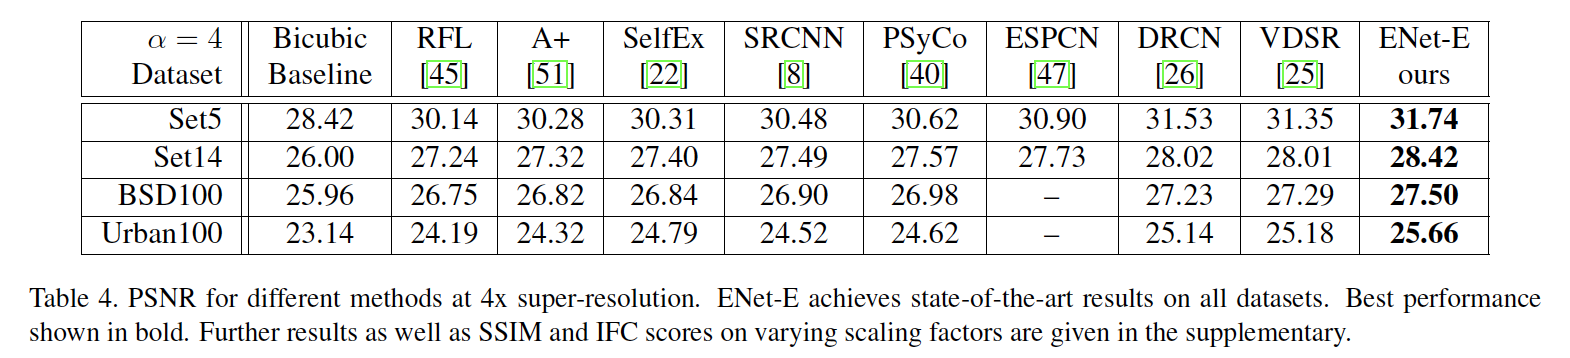 α = 4 Bicubic RFL A+ SelfEx SRCNN PSyCo ESPCN DRCN VDSR ENet-E
Dataset Baseline [45] [51] [22] [8] [40] [47] [26] [25] ours
Set5 28.42 30.14 30.28 30.31 30.48 30.62 30.90 31.53 31.35 31.74
Set14 26.00 27.24 27.32 27.40 27.49 27.57 27.73 28.02 28.01 28.42
BSD100 25.96 26.75 26.82 26.84 26.90 26.98 – 27.23 27.29 27.50
Urban100 23.14 24.19 24.32 24.79 24.52 24.62 – 25.14 25.18 25.66
Table 4. PSNR for different methods at 4x super-resolution. ENet-E achieves state-of-the-art results on all datasets. Best performance
shown in bold. Further results as well as SSIM and IFC scores on varying scaling factors are given in the supplementary.